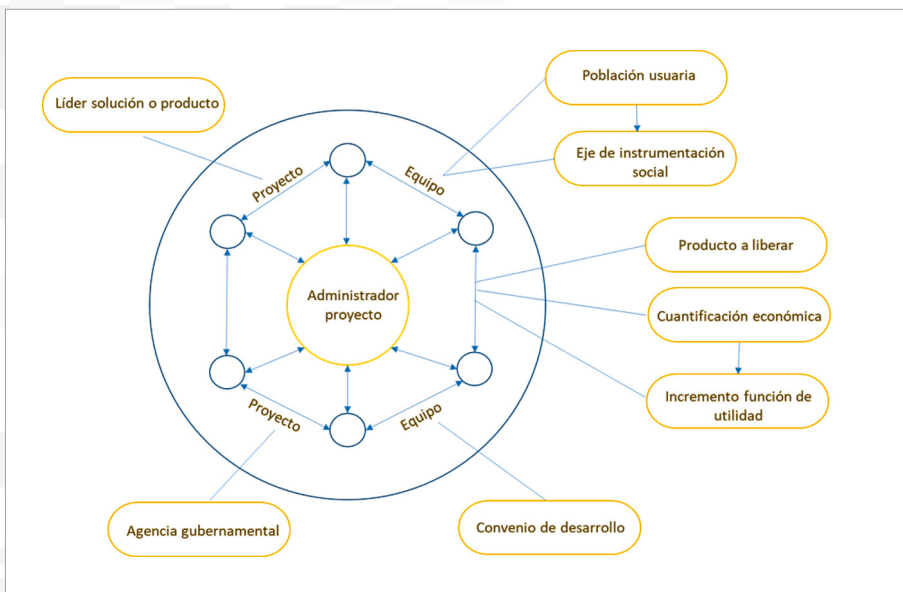 Población usuaria
Líder solución o producto
Eje de instrumentación
social
Proyecto
Equipo
Producto a liberar
Administrador
proyecto
Cuantificación económica
Incremento función de
utilidad
Proyecto
Equipo
Agencia gubernamental
Convenio de desarrollo